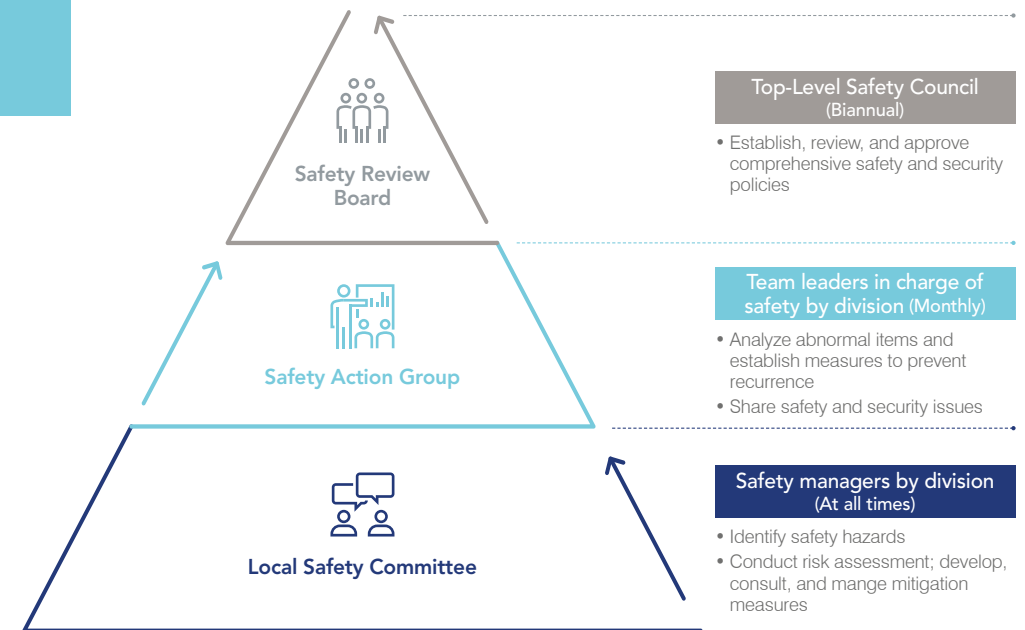 Safety Review
Board
Top-Level Safety Council
(Biannual)
• Establish, review, and approve
comprehensive safety and security
policies
Safety Action Group
Team leaders in charge of
safety by division (Monthly)
• Analyze abnormal items and
establish measures to prevent
recurrence
• Share safety and security issues
Local Safety Committee
Safety managers by division
(At all times)
• Identify safety hazards
• Conduct risk assessment; develop,
consult, and mange mitigation
measures